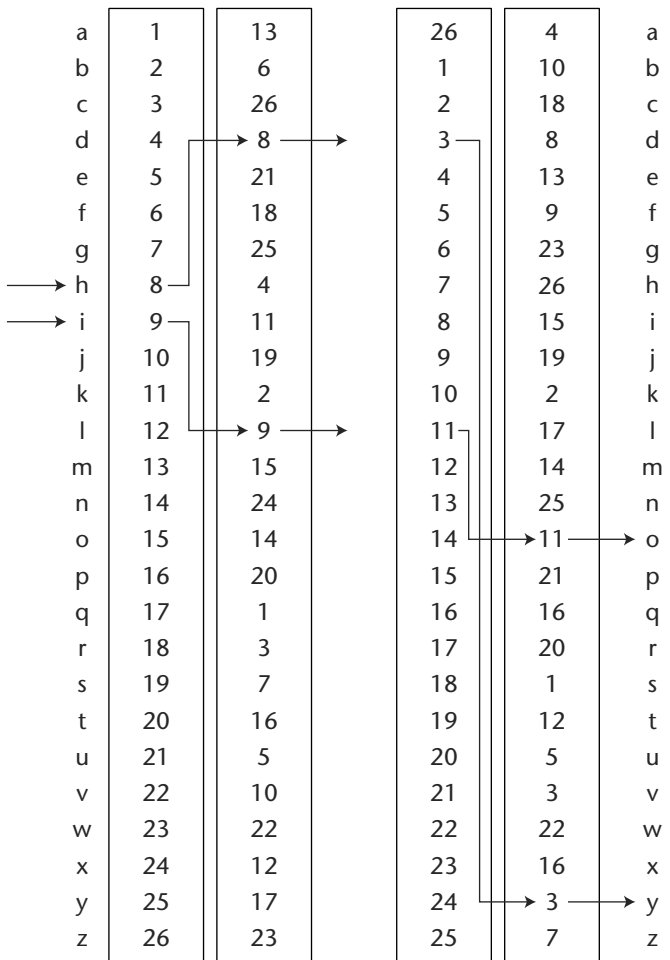 a 1 13 26 4 a
b 2 6 1 10 b
c 3 26 2 18 c
d 4 8 3 8 d
e 5 21 4 13 e
f 6 18 5 9 f
g 7 25 6 23 g
h 8 4 7 26 h
i 9 11 8 15 i
j 10 19 9 19 j
k 11 2 10 2 k
l 12 9 11 17 l
m 13 15 12 14 m
n 14 24 13 25 n
o 15 14 14 11 o
p 16 20 15 21 p
q 17 1 16 16 q
r 18 3 17 20 r
s 19 7 18 1 s
t 20 16 19 12 t
u 21 5 20 5 u
v 22 10 21 3 v
w 23 22 22 22 w
x 24 12 23 16 x
y 25 17 24 3 y
z 26 23 25 7 z